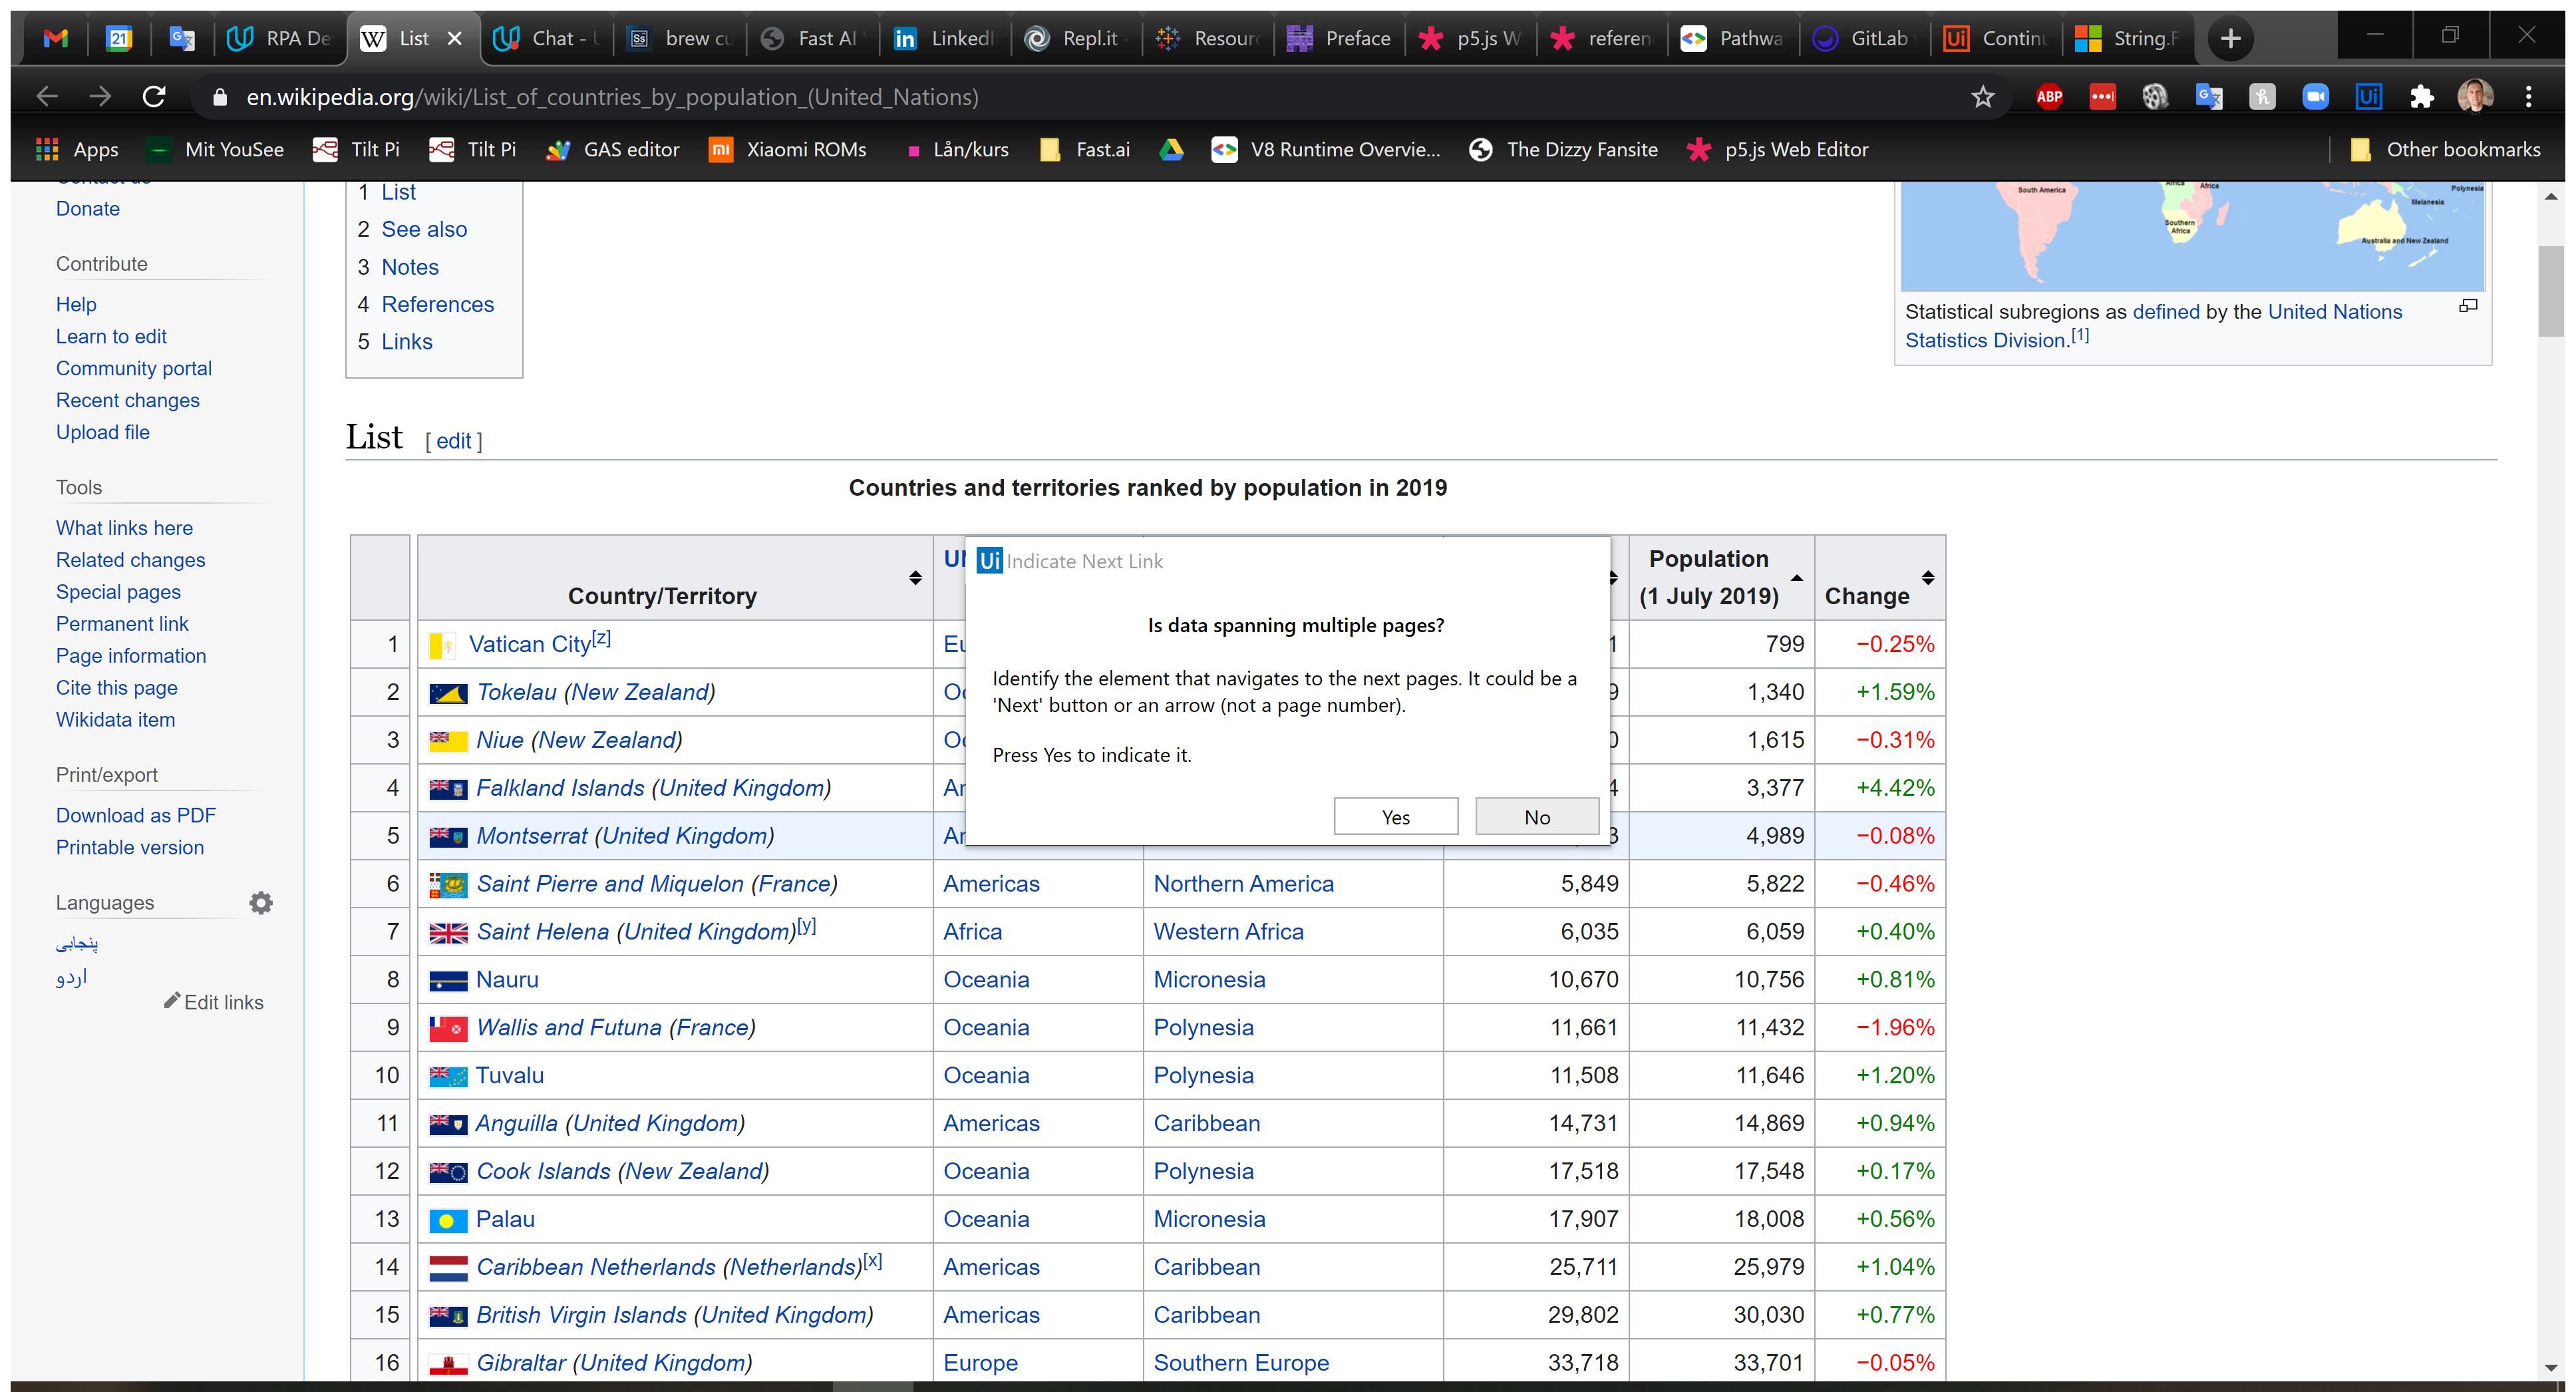 21
RPA De
List
Chat - U
Ss
brew cu
Fast AI
in
LinkedI
Repl.it -
Resour
Preface
p5.js W
referen
Pathwa
GitLab
Ui
Contin
String.F
en.wikipedia.org/wiki/List_of_countries_by_population_(United_Nations)
ABP
Apps
Mit YouSee
Tilt Pi
Tilt Pi
GAS editor
Xiaomi ROMs
Lån/kurs
Fast.ai
V8 Runtime Overvie...
The Dizzy Fansite
p5.js Web Editor
Other bookmarks
Contact us
Donate
Contribute
Help
Learn to edit
Community portal
Recent changes
Upload file
Tools
What links here
Related changes
Special pages
Permanent link
Page information
Cite this page
Wikidata item
Print/export
Download as PDF
Printable version
Languages
پنجابی
اردو
Edit links
1 List
2 See also
3 Notes
4 References
5 Links
South America
Africa
Africa
Southern
Africa
Polynesia
Melanesia
Australia and New Zealand
Statistical subregions as defined by the United Nations
Statistics Division.[1]
List [ edit ]
Countries and territories ranked by population in 2019
Country/Territory
UN
Population
(1 July 2019)
Change
Ui Indicate Next Link
Is data spanning multiple pages?
Identify the element that navigates to the next pages. It could be a
'Next' button or an arrow (not a page number).
Press Yes to indicate it.
Yes
No
1 Vatican City[z] Eu 1 799 −0.25%
2 Tokelau (New Zealand) Oc 9 1,340 +1.59%
3 Niue (New Zealand) Oc 0 1,615 −0.31%
4 Falkland Islands (United Kingdom) Am 4 3,377 +4.42%
5 Montserrat (United Kingdom) Am 3 4,989 −0.08%
6 Saint Pierre and Miquelon (France) Americas Northern America 5,849 5,822 −0.46%
7 Saint Helena (United Kingdom)[y] Africa Western Africa 6,035 6,059 +0.40%
8 Nauru Oceania Micronesia 10,670 10,756 +0.81%
9 Wallis and Futuna (France) Oceania Polynesia 11,661 11,432 −1.96%
10 Tuvalu Oceania Polynesia 11,508 11,646 +1.20%
11 Anguilla (United Kingdom) Americas Caribbean 14,731 14,869 +0.94%
12 Cook Islands (New Zealand) Oceania Polynesia 17,518 17,548 +0.17%
13 Palau Oceania Micronesia 17,907 18,008 +0.56%
14 Caribbean Netherlands (Netherlands)[x] Americas Caribbean 25,711 25,979 +1.04%
15 British Virgin Islands (United Kingdom) Americas Caribbean 29,802 30,030 +0.77%
16 Gibraltar (United Kingdom) Europe Southern Europe 33,718 33,701 −0.05%